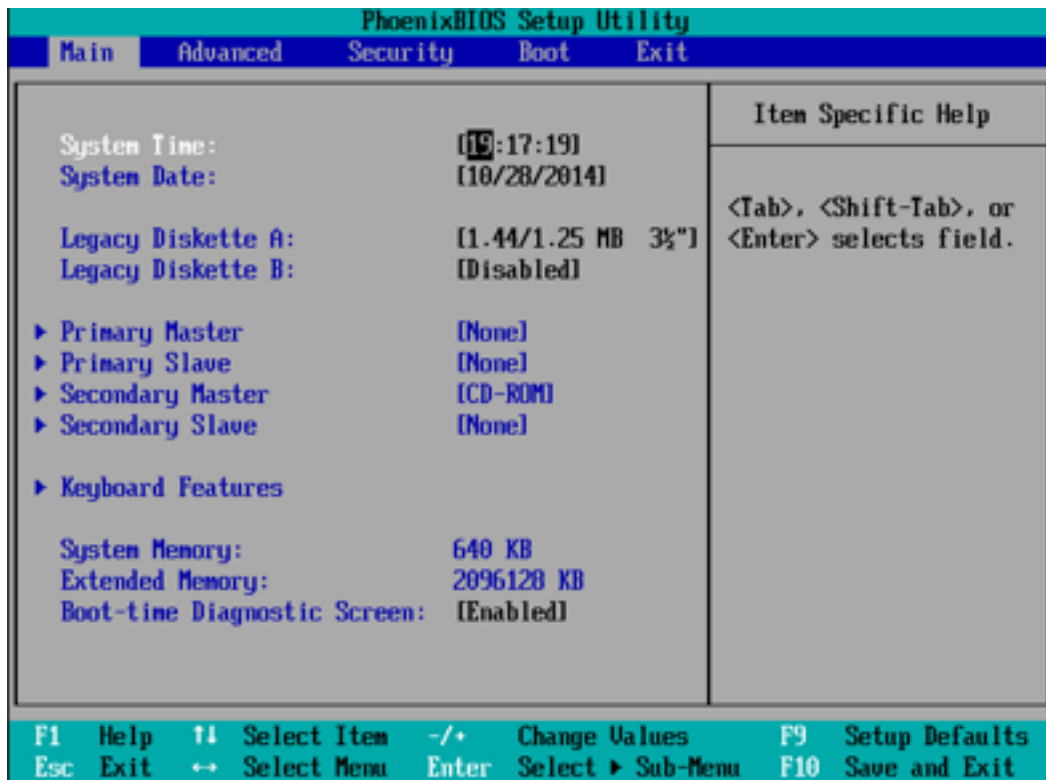 PhoenixBIOS Setup Utility
Main Advanced Security Boot Exit
System Time: [19:17:19]
System Date: [10/28/2014]
Legacy Diskette A: [1.44/1.25 MB 3½"]
Legacy Diskette B: [Disabled]
▶ Primary Master [None]
▶ Primary Slave [None]
▶ Secondary Master [CD-ROM]
▶ Secondary Slave [None]
▶ Keyboard Features
System Memory: 640 KB
Extended Memory: 2096128 KB
Boot-time Diagnostic Screen: [Enabled]
Item Specific Help
<Tab>, <Shift-Tab>, or
<Enter> selects field.
F1 Help ↑↓ Select Item -/+ Change Values F9 Setup Defaults
Esc Exit ↔ Select Menu Enter Select ▶ Sub-Menu F10 Save and Exit